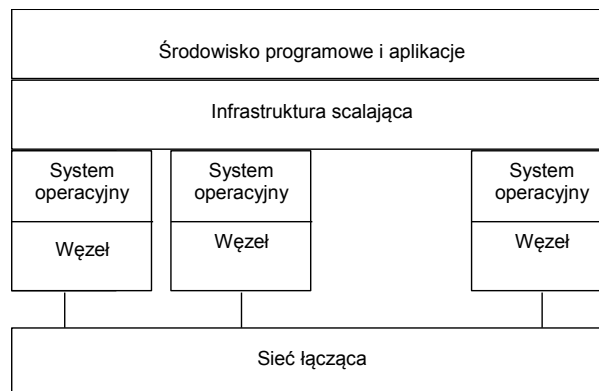 Środowisko programowe i aplikacje
Infrastruktura scalająca
System
operacyjny
Węzeł
System
operacyjny
Węzeł
System
operacyjny
Węzeł
Sieć łącząca